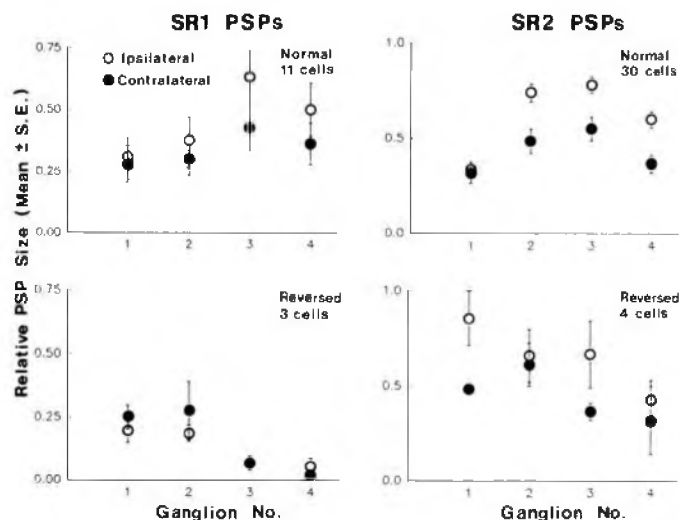 SR1 PSPs
SR2 PSPs
Relative PSP Size (Mean ± S.E.)
0.75
0.50
0.25
0.00
Ipsilateral
Contralateral
Normal
11 cells
1 2 3 4
1.0
0.5
0.0
Normal
30 cells
1 2 3 4
0.75
0.50
0.25
0.00
Reversed
3 cells
1 2 3 4
Ganglion No.
1.0
0.5
0.0
Reversed
4 cells
1 2 3 4
Ganglion No.